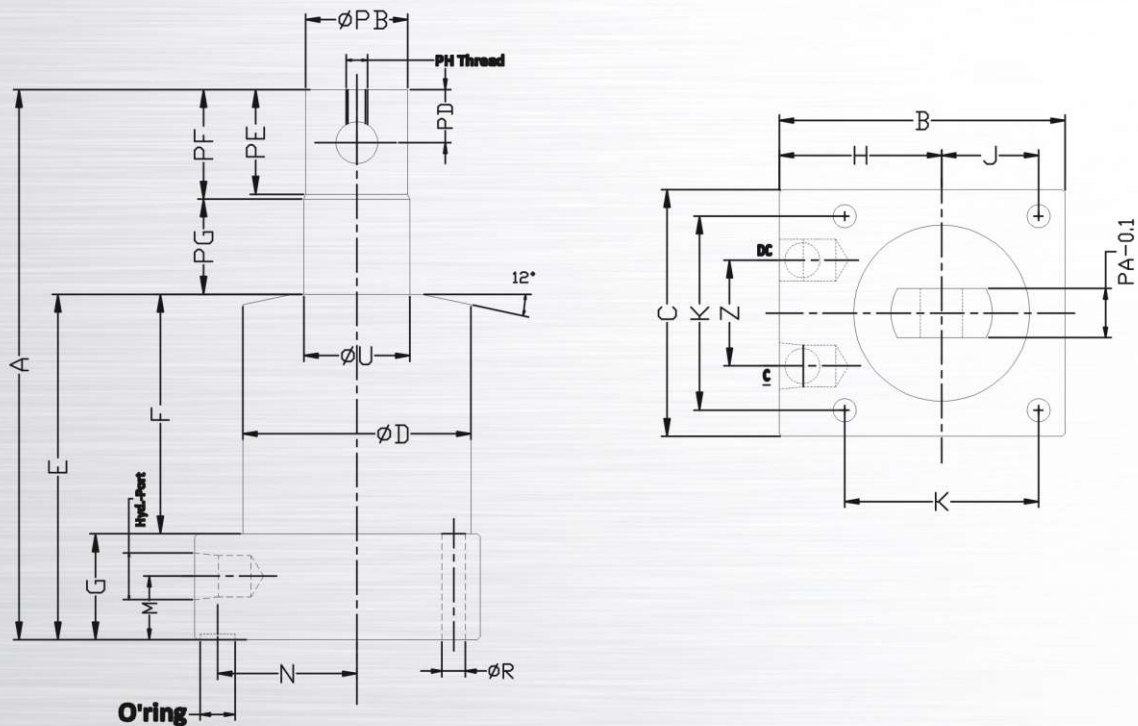 ØPB
PH Thread
PD
PE
PF
PG
A
12°
ØU
F
ØD
E
Hyd.-Port
G
M
N
ØR
O'ring
B
H
J
DC
PA-0.1
C
K
Z
C
K